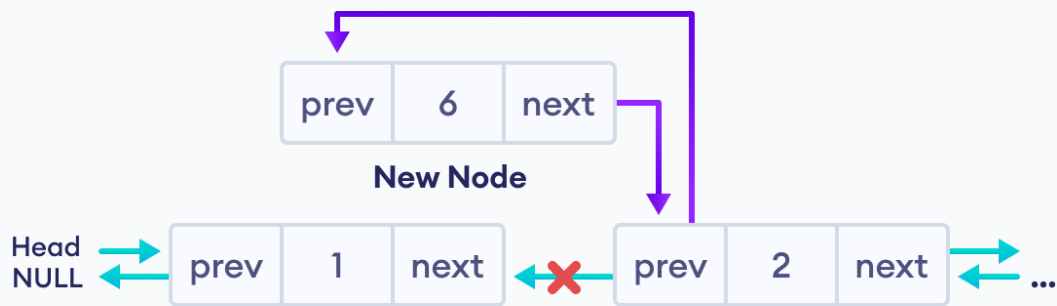 prev 6 next
New Node
Head
NULL
prev 1 next
prev 2 next
...